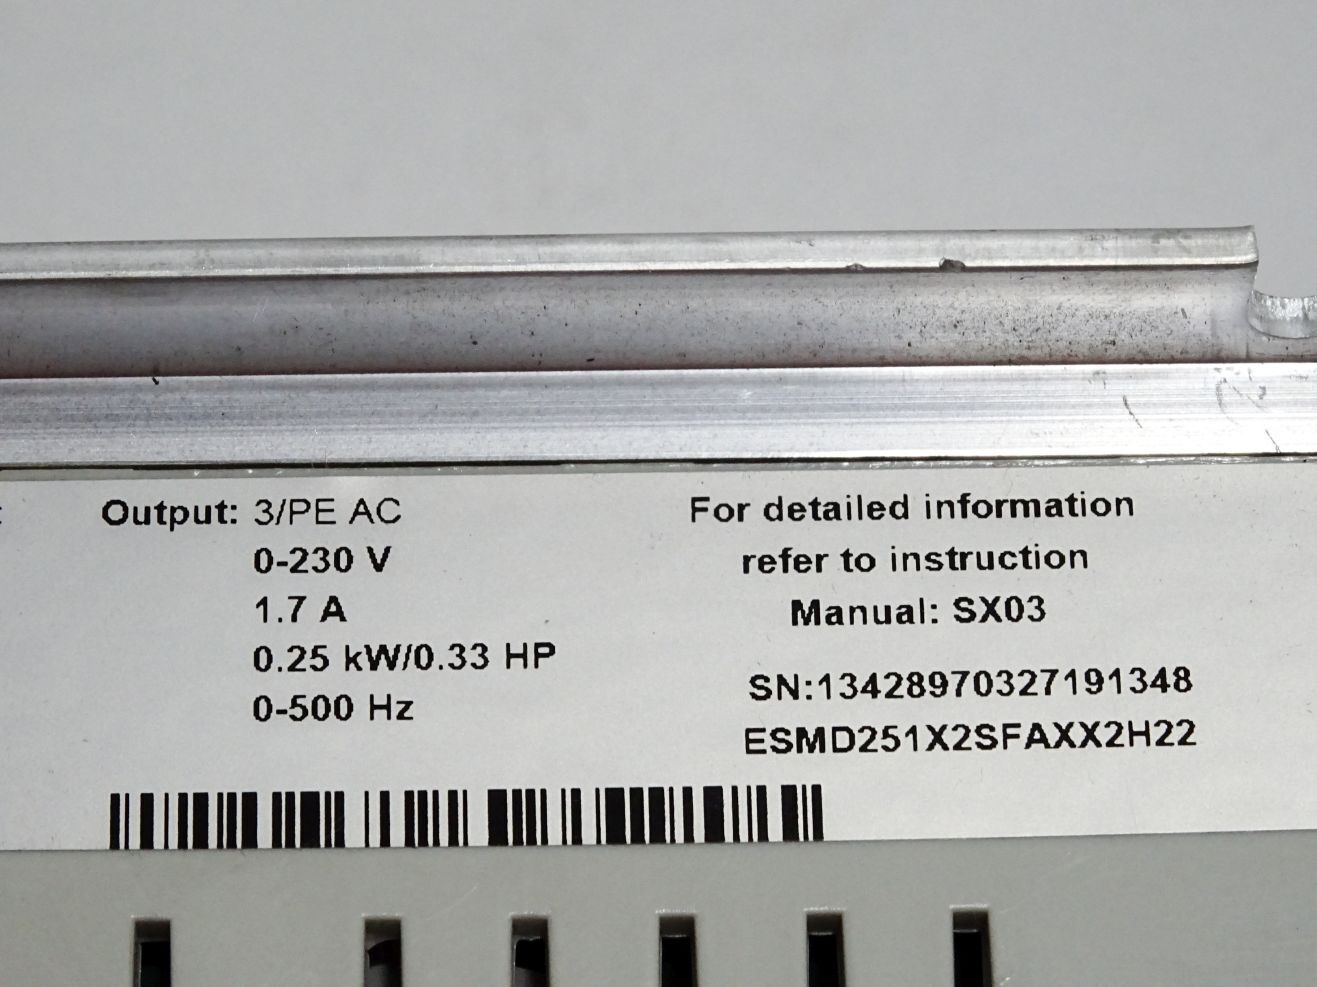 Output: 3/PE AC
0-230 V
1.7 A
0.25 kW/0.33 HP
0-500 Hz
For detailed information
refer to instruction
Manual: SX03
SN:13428970327191348
ESMD251X2SFAXX2H22